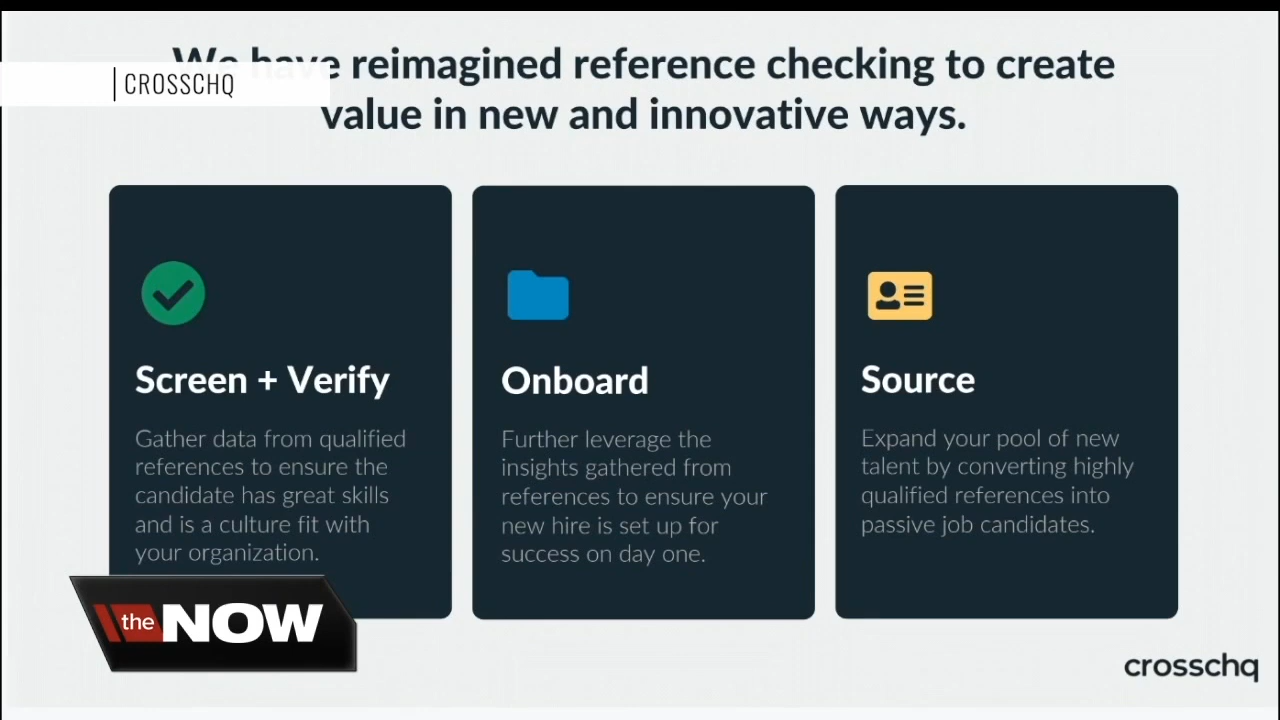 We have reimagined reference checking to create
CROSSCHQ
value in new and innovative ways.
Screen + Verify
Gather data from qualified
references to ensure the
candidate has great skills
and is a culture fit with
your organization.
Onboard
Further leverage the
insights gathered from
references to ensure your
new hire is set up for
success on day one.
Source
Expand your pool of new
talent by converting highly
qualified references into
passive job candidates.
the NOW
crosschq